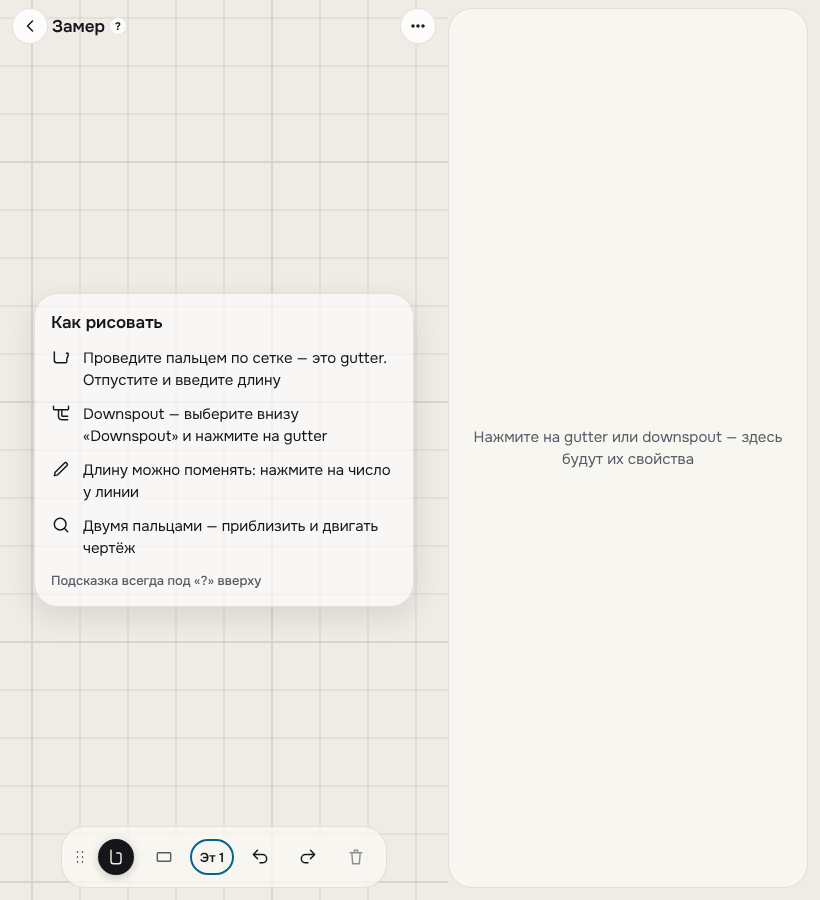 Замер ?
Как рисовать
Проведите пальцем по сетке — это gutter.
Отпустите и введите длину
Downspout — выберите внизу
«Downspout» и нажмите на gutter
Длину можно поменять: нажмите на число
у линии
Двумя пальцами — приблизить и двигать
чертёж
Подсказка всегда под «?» вверху
Нажмите на gutter или downspout — здесь
будут их свойства
Эт 1